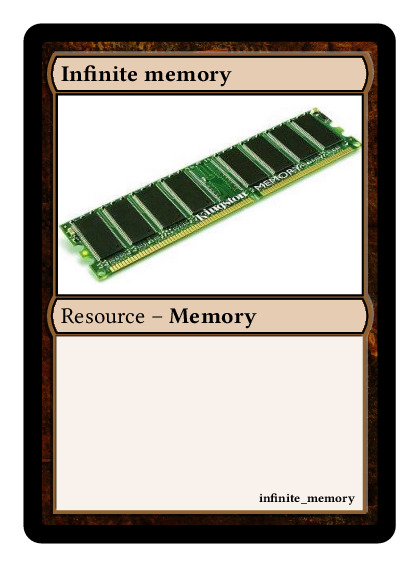 Infinite memory
Kingston MEMORY
Resource – Memory
infinite_memory